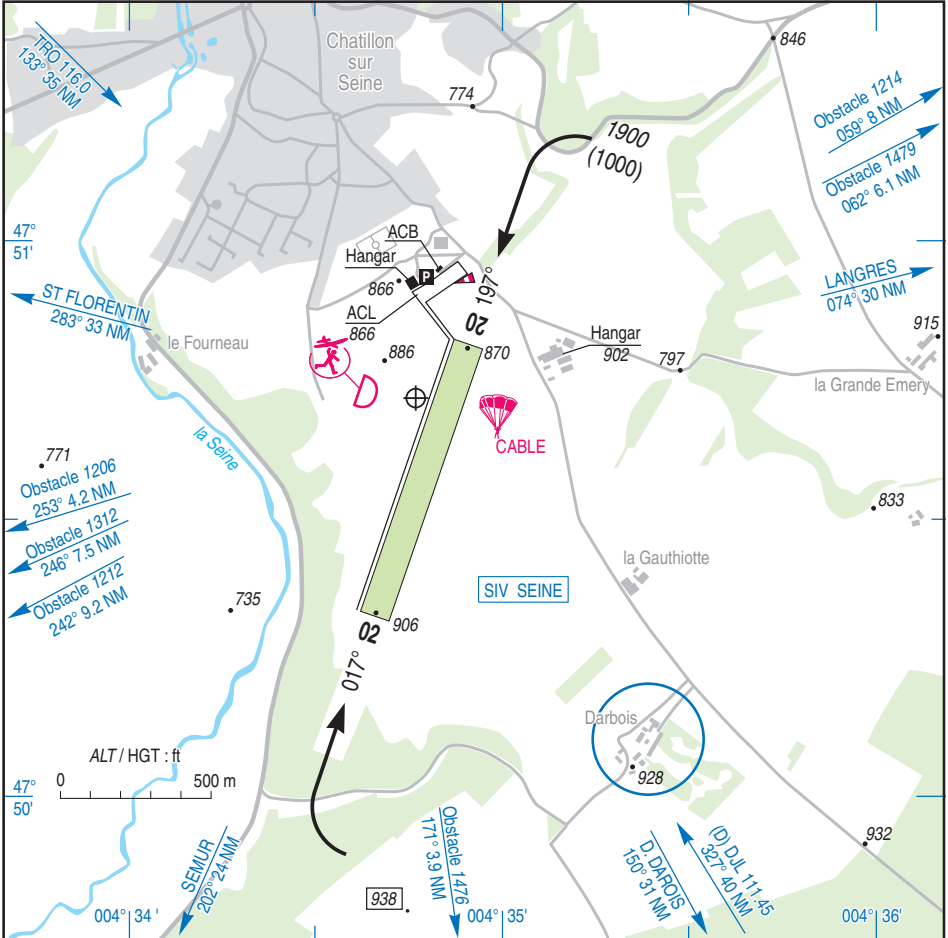 TRO 116.0
133° 35 NM
Chatillon
sur
Seine
774
846
Obstacle 1214
059° 8 NM
Obstacle 1479
062° 6.1 NM
1900
(1000)
47°
51'
ACB
Hangar
P
866
ACL
866
197°
20
LANGRES
074° 30 NM
ST FLORENTIN
283° 33 NM
le Fourneau
886
870
Hangar
902
797
915
la Grande Emery
CABLE
la Seine
771
Obstacle 1206
253° 4.2 NM
Obstacle 1312
246° 7.5 NM
Obstacle 1212
242° 9.2 NM
833
la Gauthiotte
SIV SEINE
735
906
02
017°
Darbois
928
ALT / HGT : ft
0 500 m
47°
50'
SEMUR
202° 24 NM
Obstacle 1476
171° 3.9 NM
938
D. DAROIS
150° 31 NM
(D) DJL 111.45
327° 40 NM
932
004° 34 '
004° 35'
004° 36'